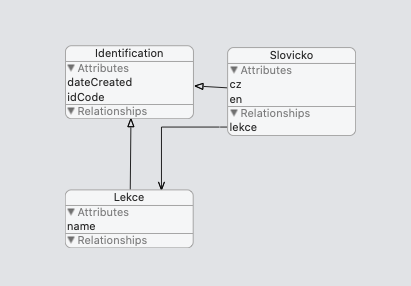 Identification
Attributes
dateCreated
idCode
Relationships
Slovicko
Attributes
cz
en
Relationships
lekce
Lekce
Attributes
name
Relationships